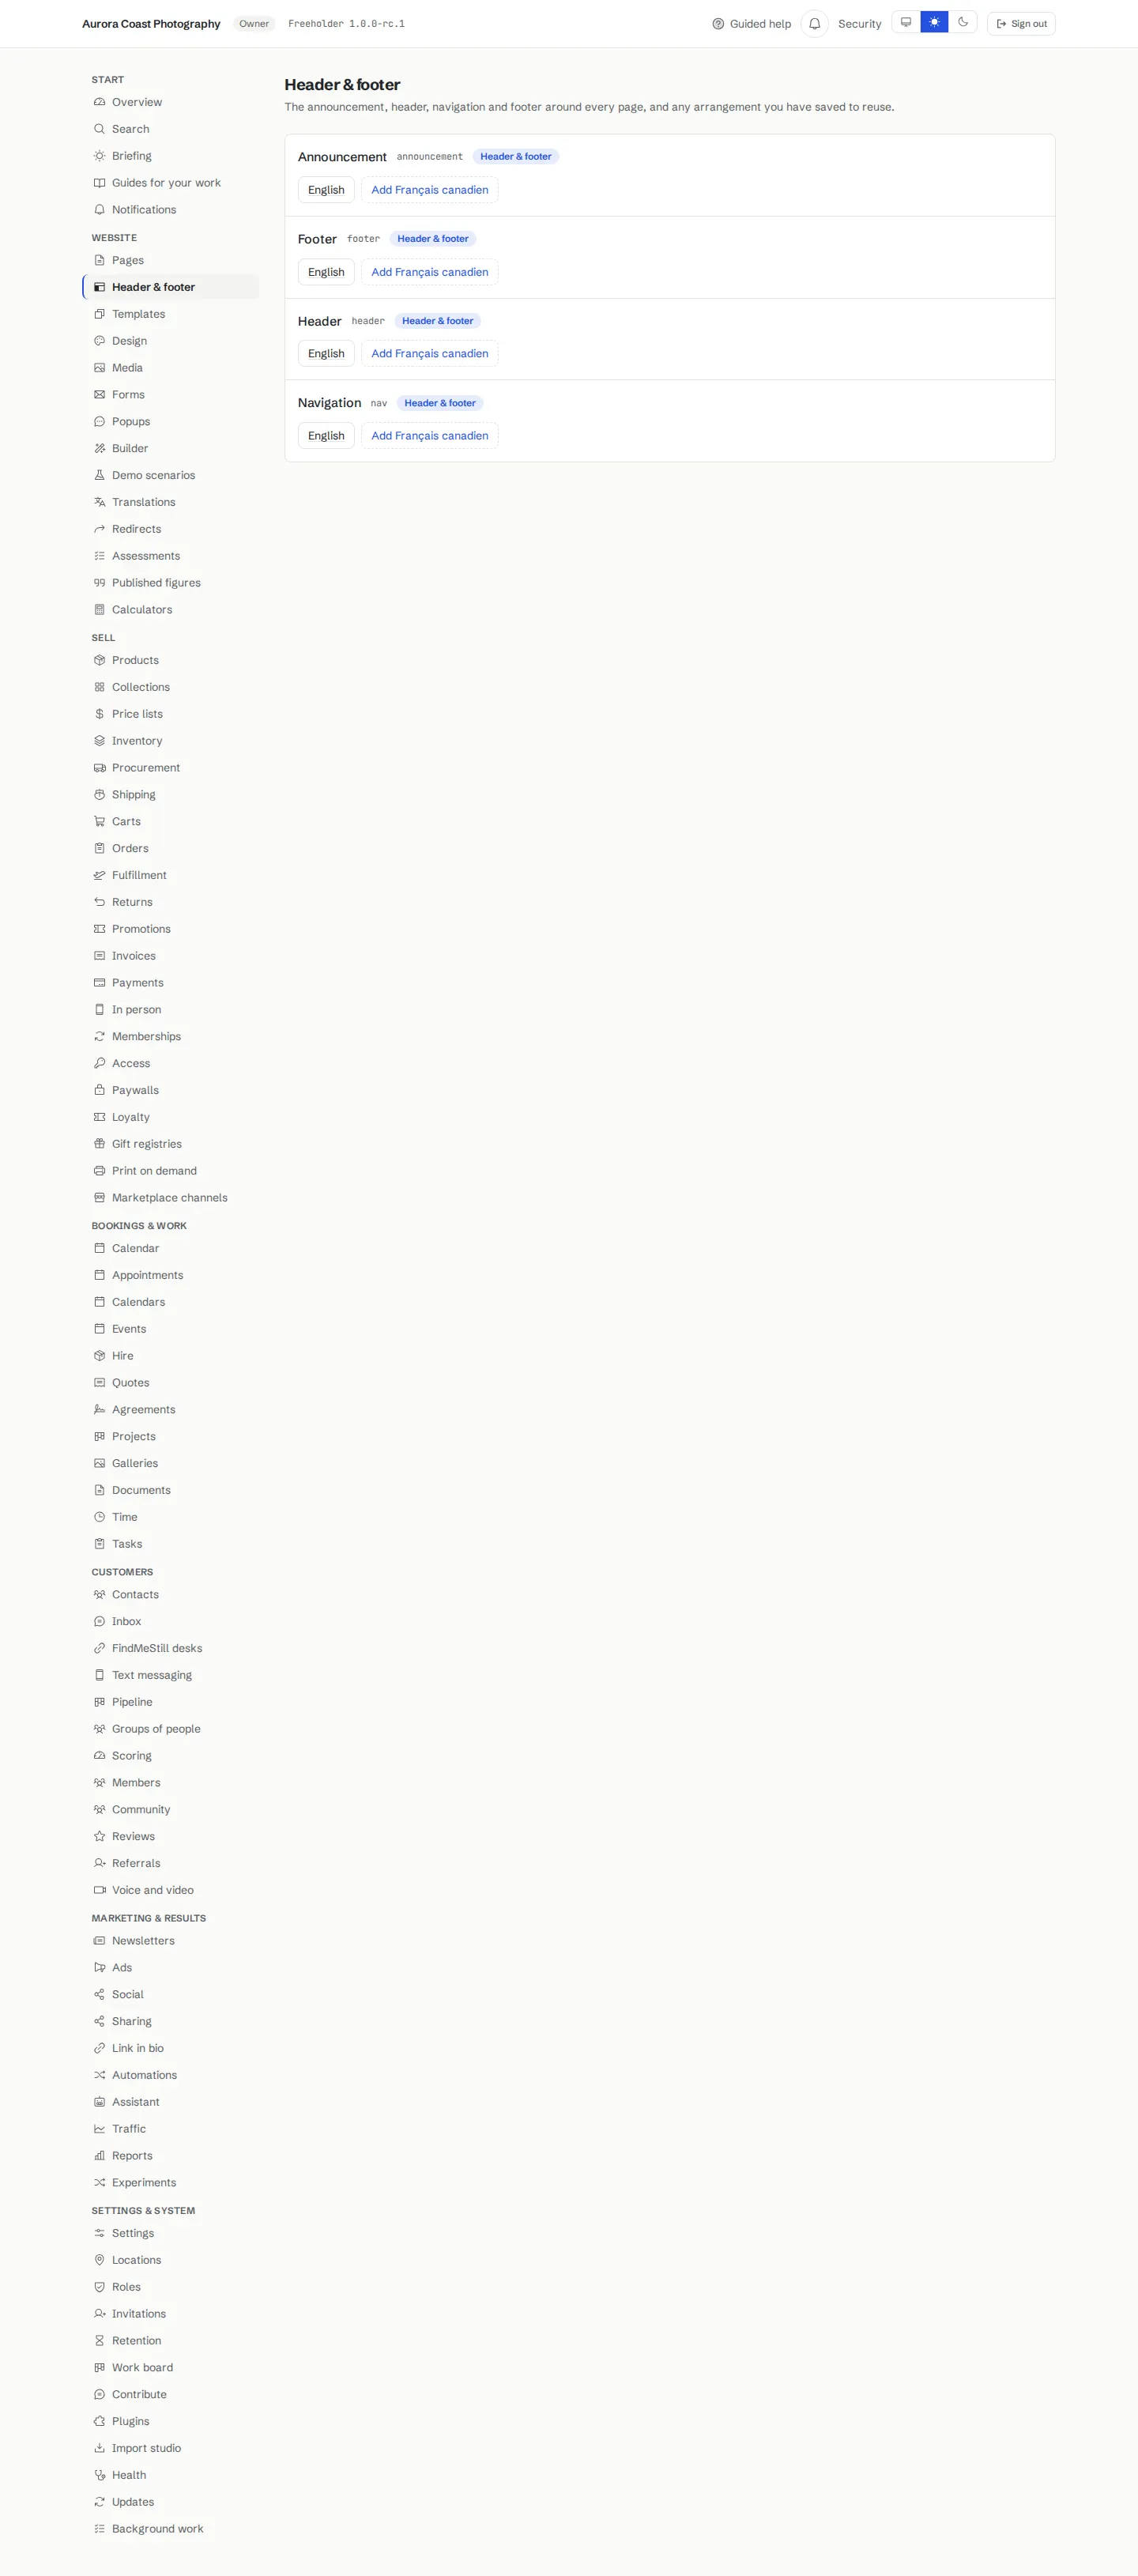 Aurora Coast Photography Owner Freeholder 1.0.0-rc.1 Guided help Security Sign out
START
Overview
Search
Briefing
Guides for your work
Notifications
WEBSITE
Pages
Header & footer
Templates
Design
Media
Forms
Popups
Builder
Demo scenarios
Translations
Redirects
Assessments
Published figures
Calculators
SELL
Products
Collections
Price lists
Inventory
Procurement
Shipping
Carts
Orders
Fulfillment
Returns
Promotions
Invoices
Payments
In person
Memberships
Access
Paywalls
Loyalty
Gift registries
Print on demand
Marketplace channels
BOOKINGS & WORK
Calendar
Appointments
Calendars
Events
Hire
Quotes
Agreements
Projects
Galleries
Documents
Time
Tasks
CUSTOMERS
Contacts
Inbox
FindMeStill desks
Text messaging
Pipeline
Groups of people
Scoring
Members
Community
Reviews
Referrals
Voice and video
MARKETING & RESULTS
Newsletters
Ads
Social
Sharing
Link in bio
Automations
Assistant
Traffic
Reports
Experiments
SETTINGS & SYSTEM
Settings
Locations
Roles
Invitations
Retention
Work board
Contribute
Plugins
Import studio
Health
Updates
Background work
Header & footer
The announcement, header, navigation and footer around every page, and any arrangement you have saved to reuse.
Announcement announcement Header & footer
English Add Français canadien
Footer footer Header & footer
English Add Français canadien
Header header Header & footer
English Add Français canadien
Navigation nav Header & footer
English Add Français canadien